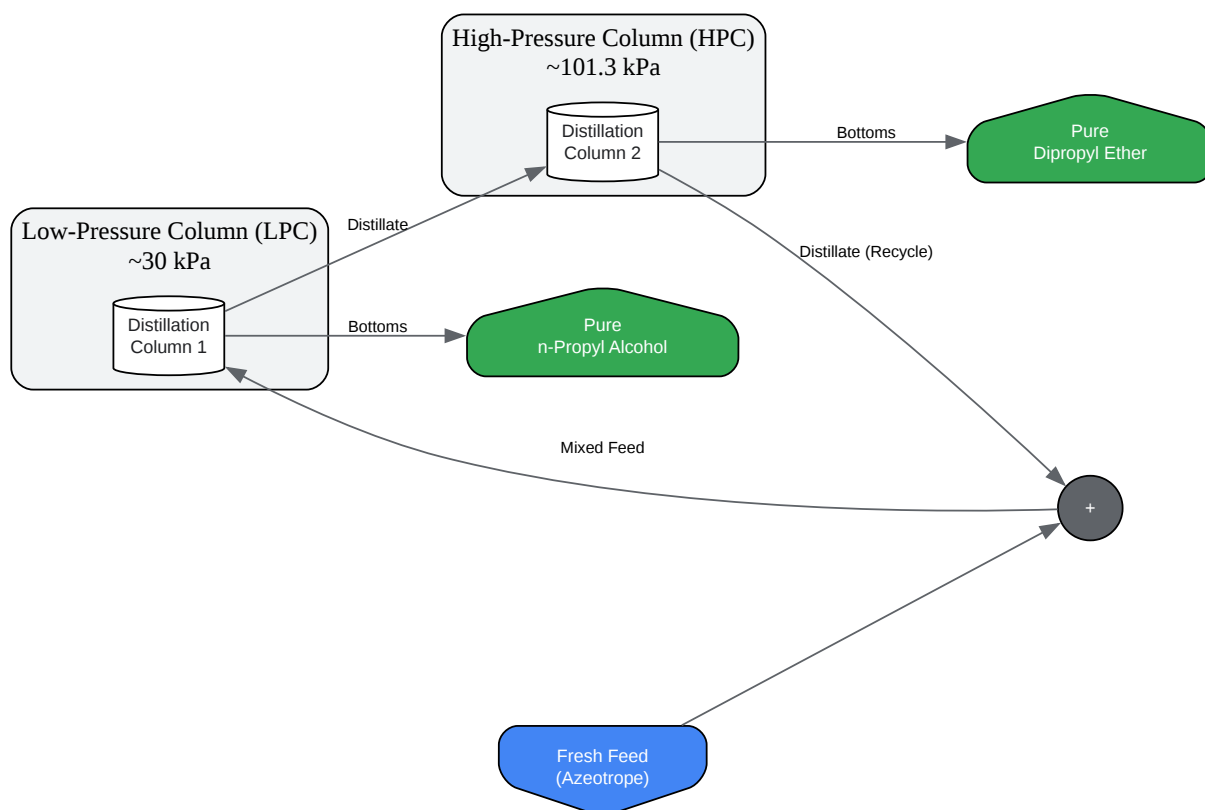 High-Pressure Column (HPC)
~101.3 kPa
Distillation
Column 2
Bottoms
Pure
Dipropyl Ether
Low-Pressure Column (LPC)
~30 kPa
Distillate
Distillate (Recycle)
Distillation
Column 1
Bottoms
Pure
n-Propyl Alcohol
Mixed Feed
+
Fresh Feed
(Azeotrope)